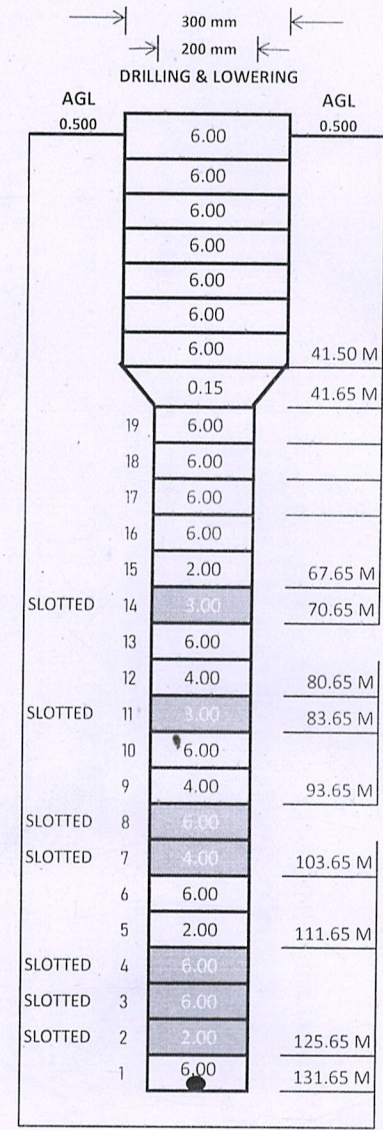 300 mm
200 mm
DRILLING & LOWERING
AGL AGL
0.500 0.500
6.00
6.00
6.00
6.00
6.00
6.00
6.00 41.50 M
0.15 41.65 M
19 6.00
18 6.00
17 6.00
16 6.00
15 2.00 67.65 M
SLOTTED 14 3.00 70.65 M
13 6.00
12 4.00 80.65 M
SLOTTED 11 3.00 83.65 M
10 6.00
9 4.00 93.65 M
SLOTTED 8 6.00
SLOTTED 7 4.00 103.65 M
6 6.00
5 2.00 111.65 M
SLOTTED 4 6.00
SLOTTED 3 6.00
SLOTTED 2 2.00 125.65 M
1 6.00 131.65 M